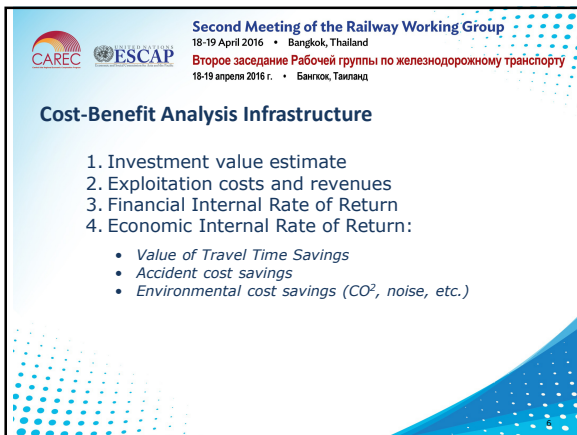 Second Meeting of the Railway Working Group
18-19 April 2016 • Bangkok, Thailand
Второе заседание Рабочей группы по железнодорожному транспорту
18-19 апреля 2016 г. • Бангкок, Таиланд
CAREC
UNITED NATIONS
ESCAP
Cost-Benefit Analysis Infrastructure
1. Investment value estimate
2. Exploitation costs and revenues
3. Financial Internal Rate of Return
4. Economic Internal Rate of Return:
• Value of Travel Time Savings
• Accident cost savings
• Environmental cost savings (CO², noise, etc.)
6